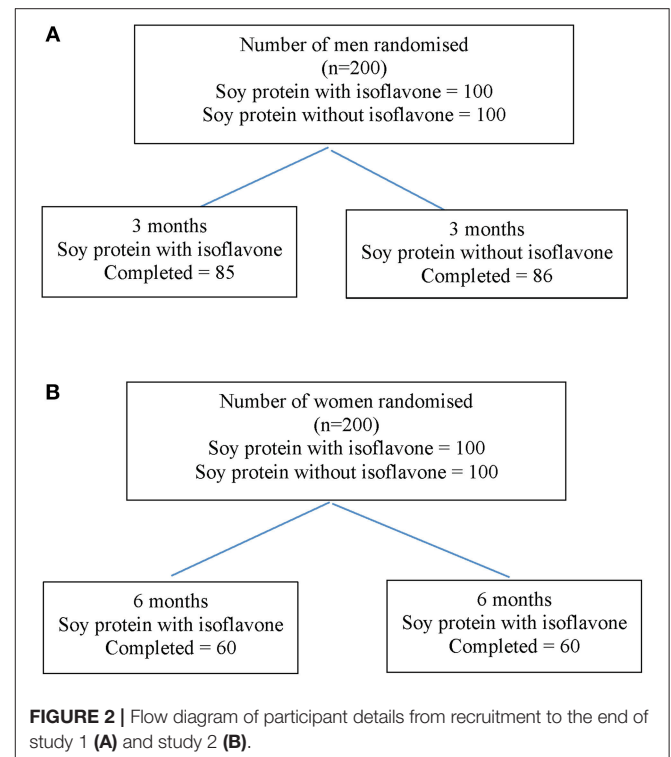 A
Number of men randomised
(n=200)
Soy protein with isoflavone = 100
Soy protein without isoflavone = 100
3 months
Soy protein with isoflavone
Completed = 85
3 months
Soy protein without isoflavone
Completed = 86
B
Number of women randomised
(n=200)
Soy protein with isoflavone = 100
Soy protein without isoflavone = 100
6 months
Soy protein with isoflavone
Completed = 60
6 months
Soy protein with isoflavone
Completed = 60
FIGURE 2 | Flow diagram of participant details from recruitment to the end of
study 1 (A) and study 2 (B).